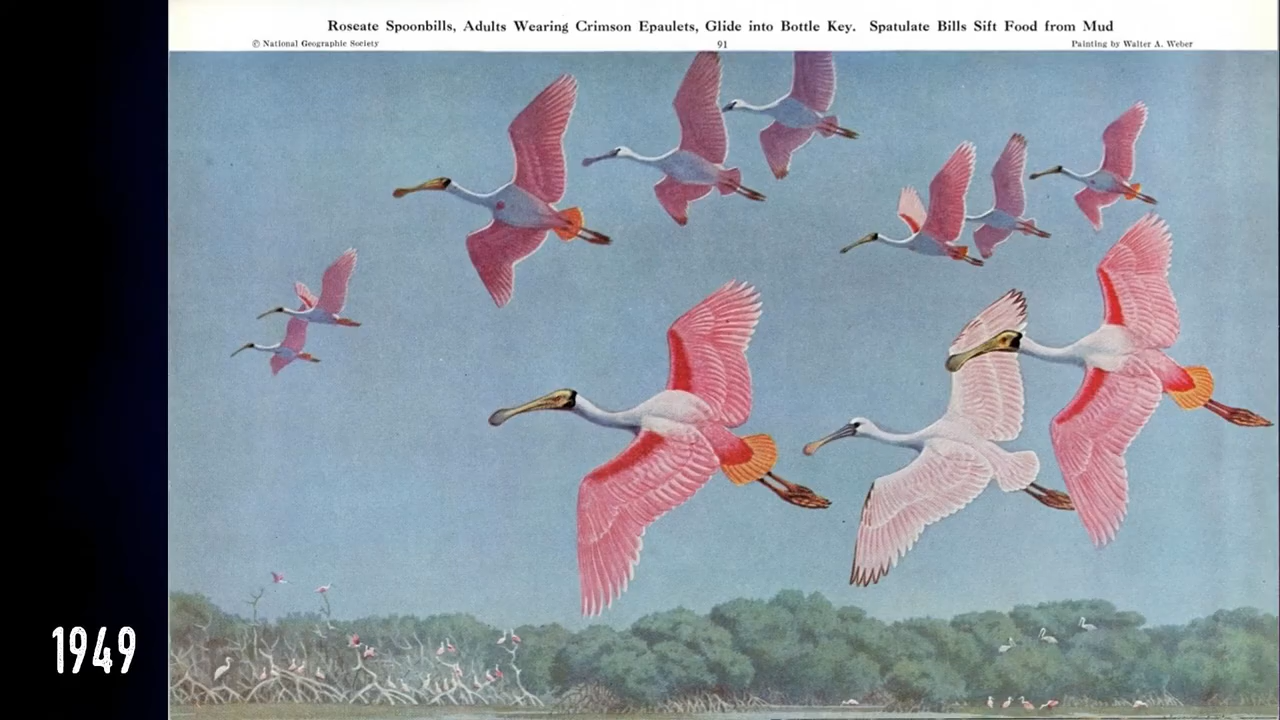 Roseate Spoonbills, Adults Wearing Crimson Epaulets, Glide into Bottle Key. Spatulate Bills Sift Food from Mud
© National Geographic Society
91
Painting by Walter A. Weber
1949